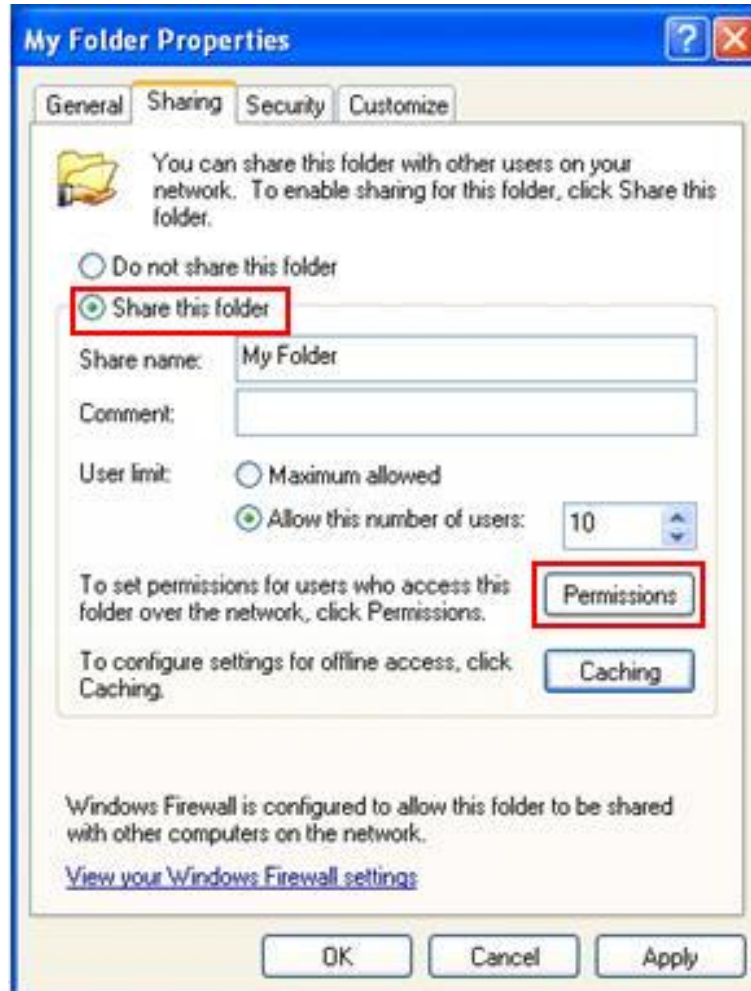 My Folder Properties
General Sharing Security Customize
You can share this folder with other users on your
network. To enable sharing for this folder, click Share this
folder.
Do not share this folder
Share this folder
Share name: My Folder
Comment:
User limit: Maximum allowed
Allow this number of users: 10
To set permissions for users who access this
folder over the network, click Permissions.
Permissions
To configure settings for offline access, click
Caching.
Caching
Windows Firewall is configured to allow this folder to be shared
with other computers on the network.
View your Windows Firewall settings
OK Cancel Apply